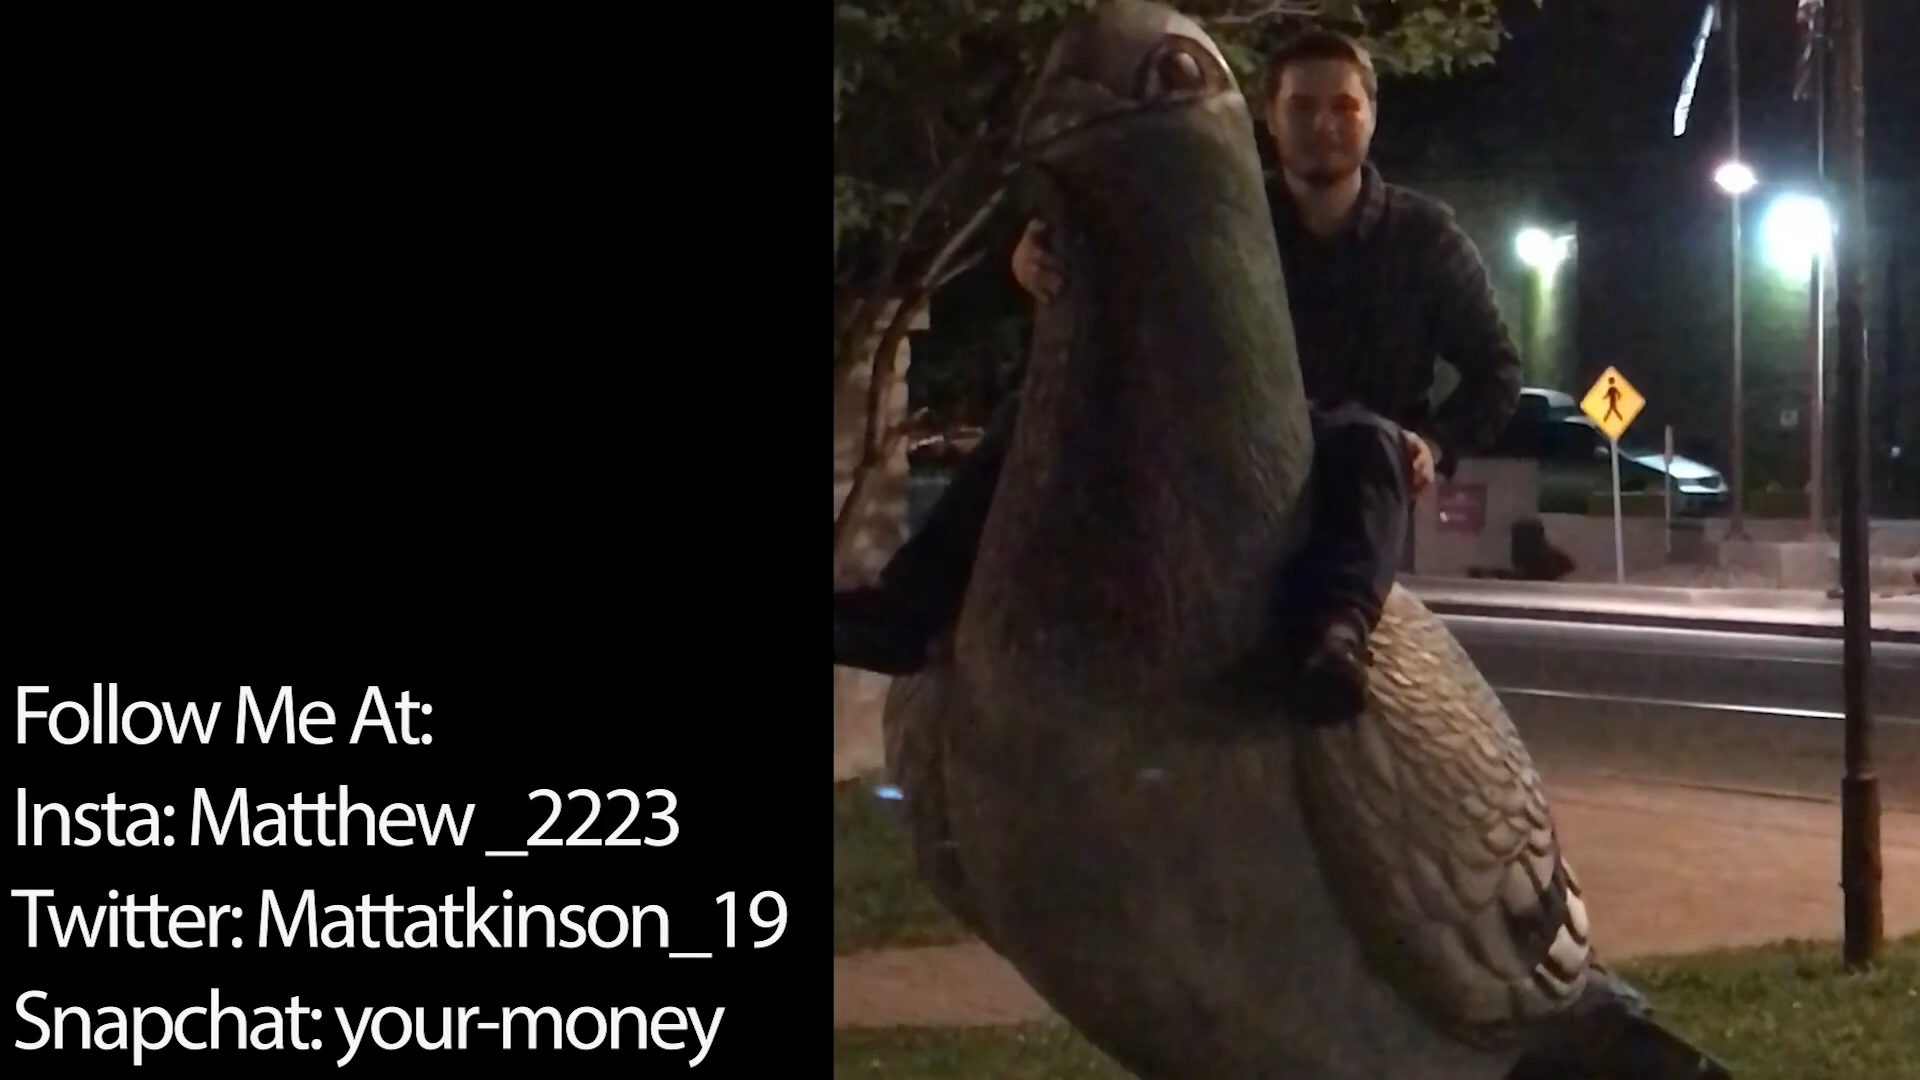 Follow Me At:
Insta: Matthew _2223
Twitter: Mattatkinson_19
Snapchat: your-money